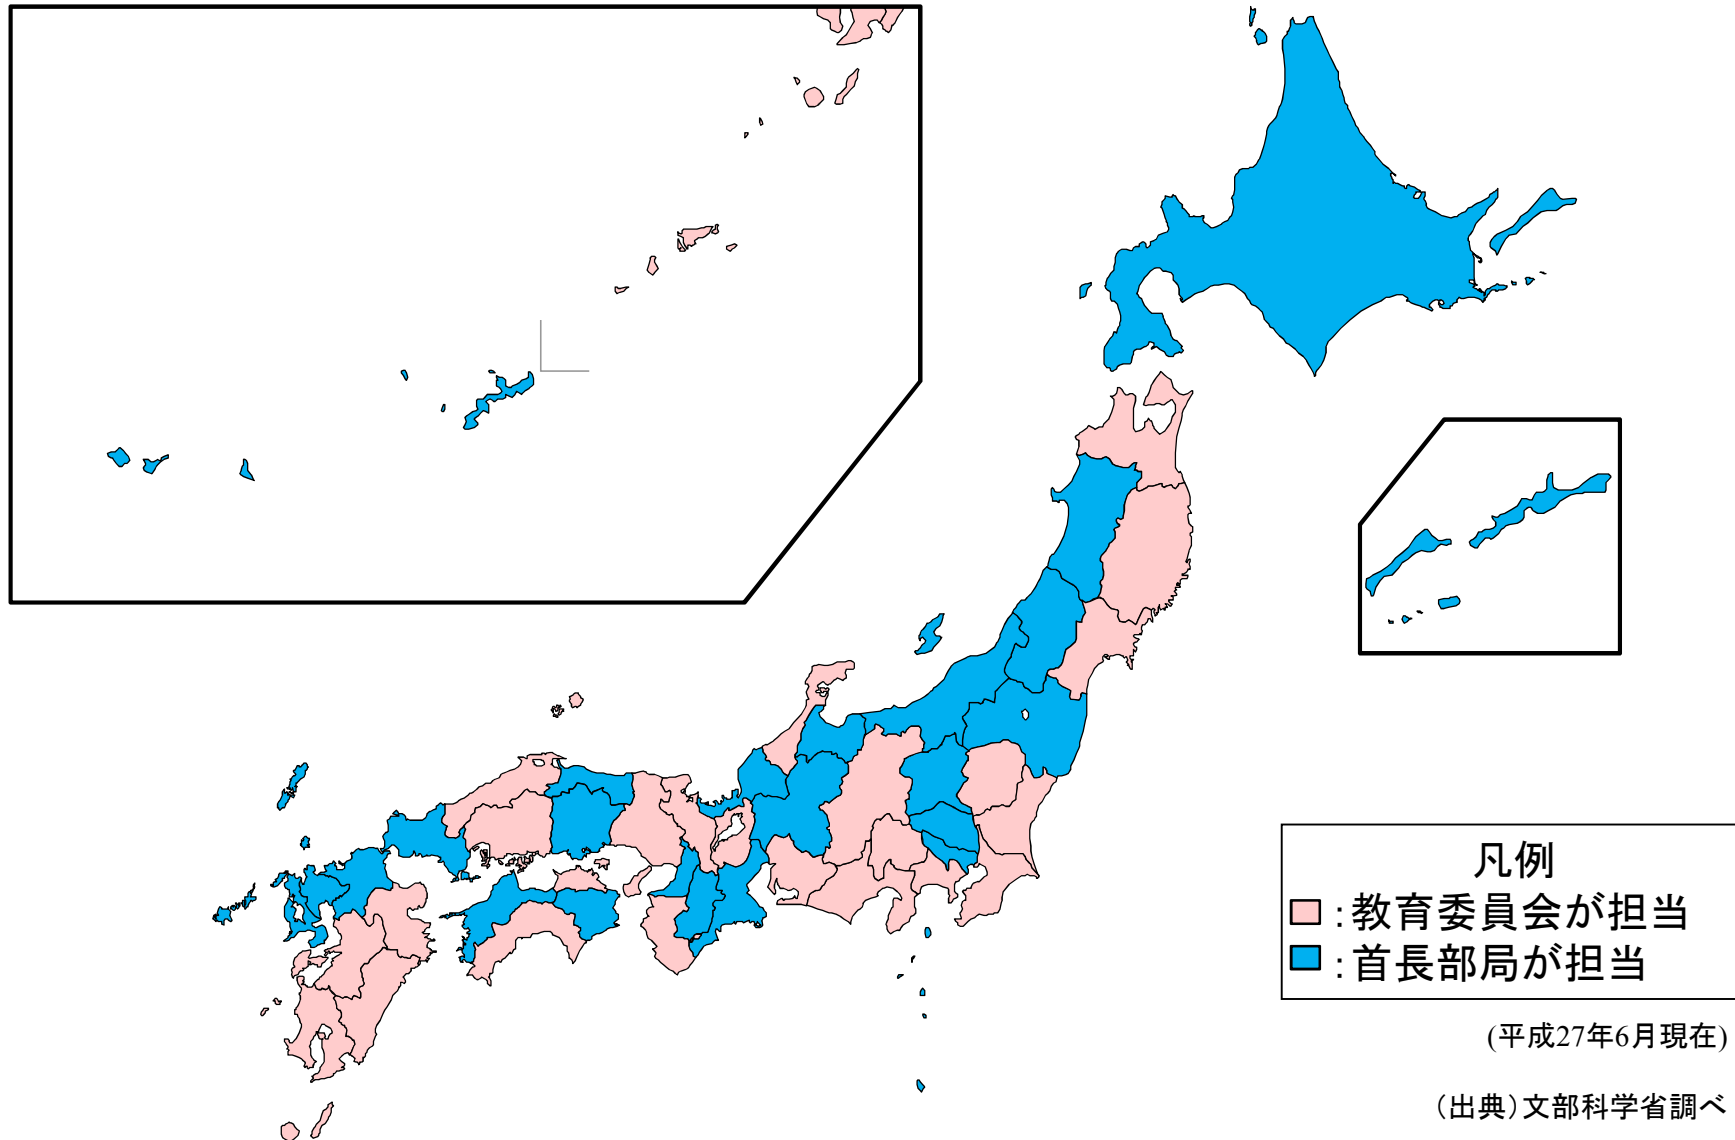 凡例
：教育委員会が担当
：首長部局が担当
(平成27年6月現在)
（出典）文部科学省調べ